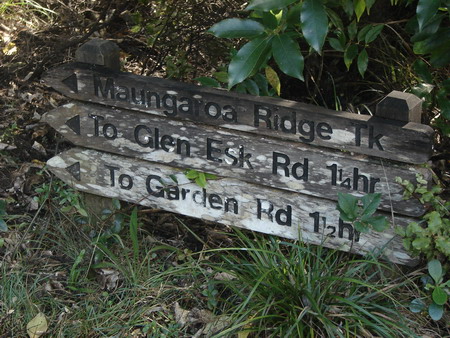 Maungaroa Ridge Tk
To Glen Esk Rd 1¼hr
To Garden Rd 1½hr